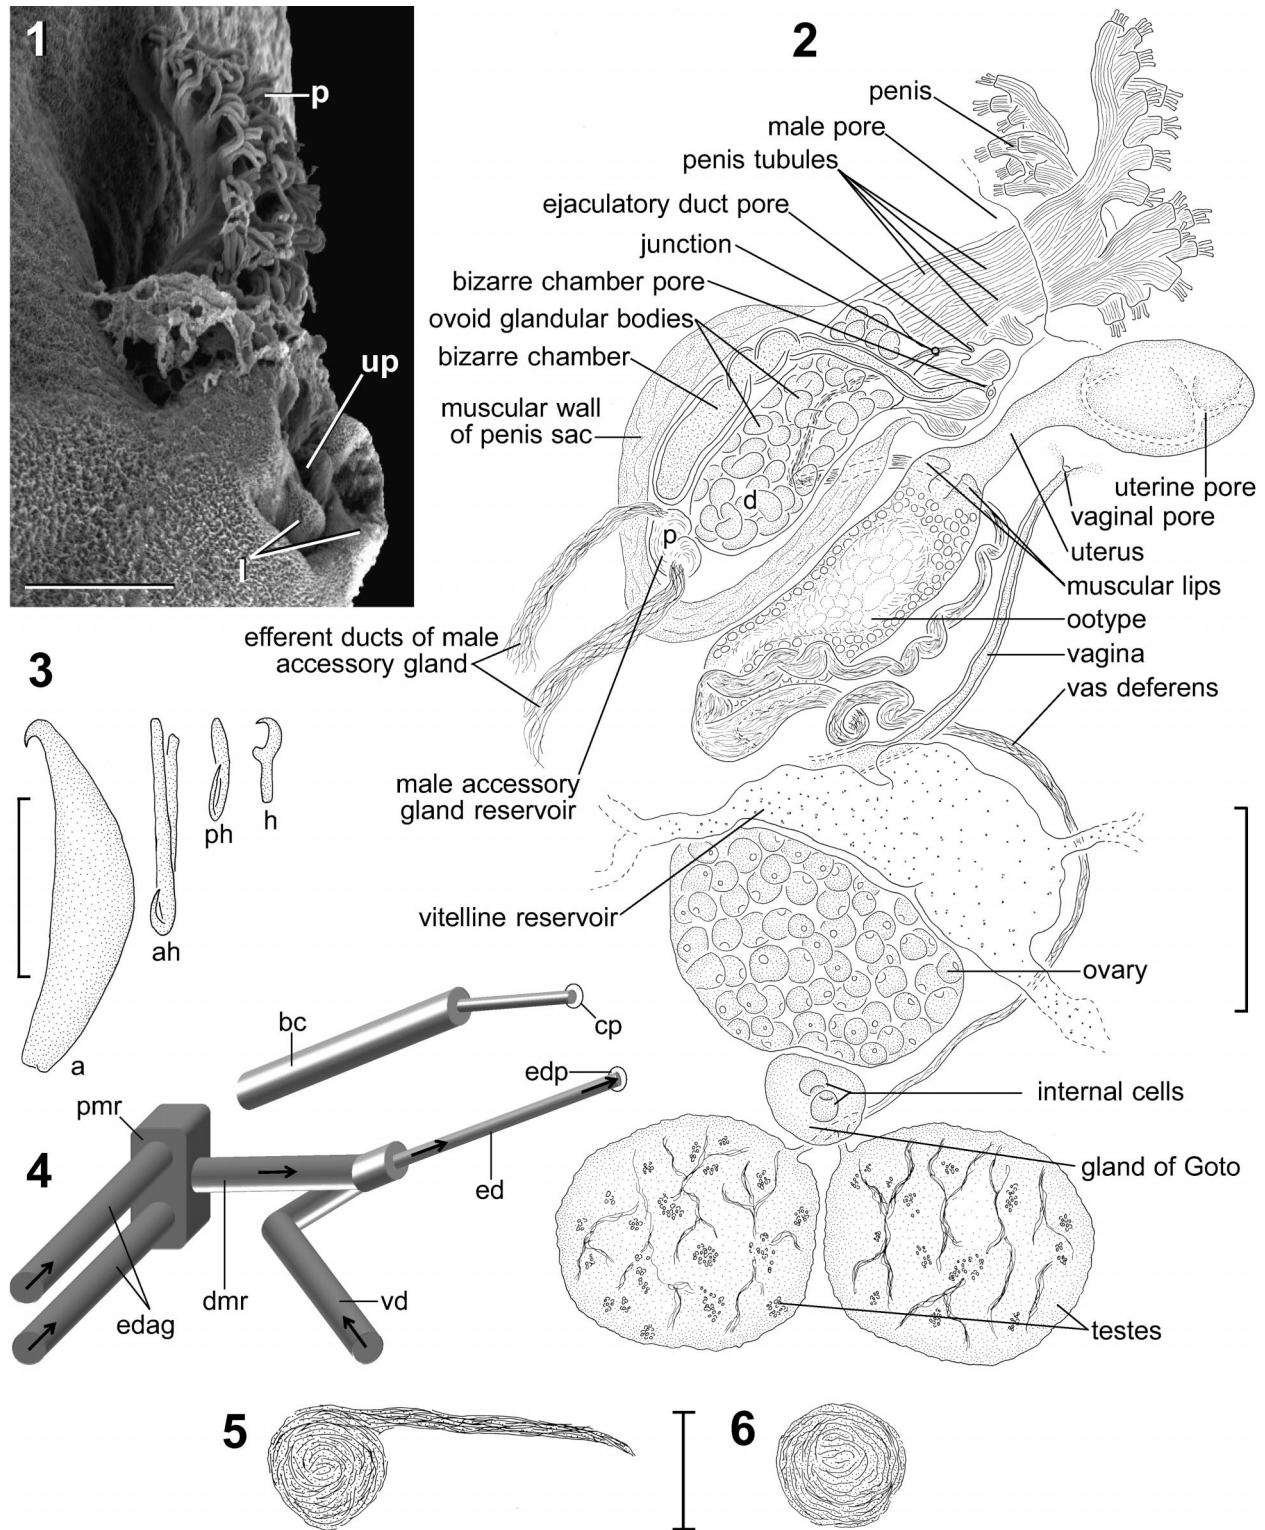 1
p
up
l
2
penis
male pore
penis tubules
ejaculatory duct pore
junction
bizarre chamber pore
ovoid glandular bodies
bizarre chamber
muscular wall
of penis sac
d
p
uterine pore
vaginal pore
uterus
muscular lips
ootype
vagina
vas deferens
efferent ducts of male
accessory gland
male accessory
gland reservoir
vitelline reservoir
ovary
internal cells
gland of Goto
testes
3
a
ah
ph
h
4
bc
cp
edp
pmr
ed
dmr
vd
edag
5
6